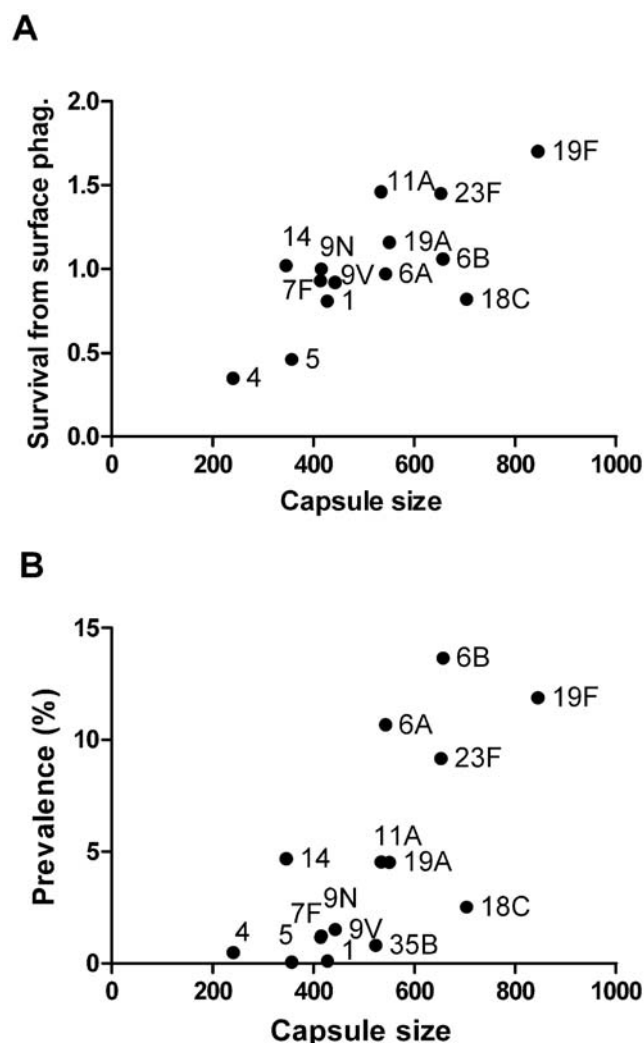 A
Survival from surface phag.
2.0
1.5
1.0
0.5
0.0
19F
11A
23F
14
9N
19A
6B
7F
9V
6A
1
18C
4
5
0
200
400
600
800
1000
Capsule size
B
Prevalence (%)
15
10
5
0
6B
19F
6A
23F
11A
14
19A
9N
18C
4
5
7F
9V
1
35B
0
200
400
600
800
1000
Capsule size